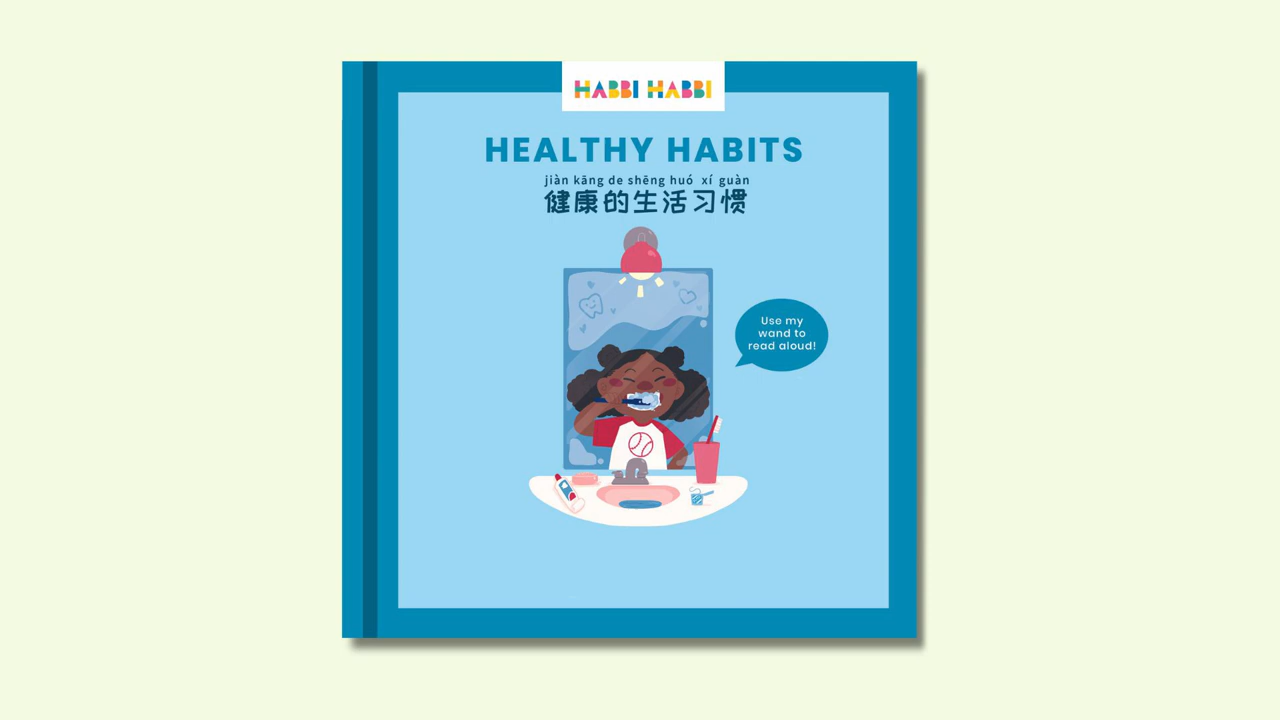 HABBI HABBI
HEALTHY HABITS
jiàn kāng de shēng huó xí guàn
健康的生活习惯
Use my
wand to
read aloud!